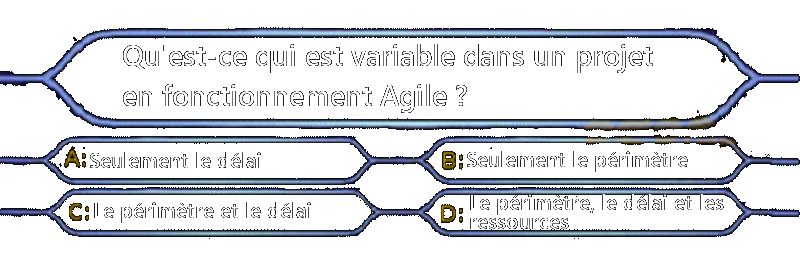 Qu'est-ce qui est variable dans un projet
en fonctionnement Agile ?
A: Seulement le délai
B: Seulement le périmètre
C: Le périmètre et le délai
D: Le périmètre, le délai et les
ressources